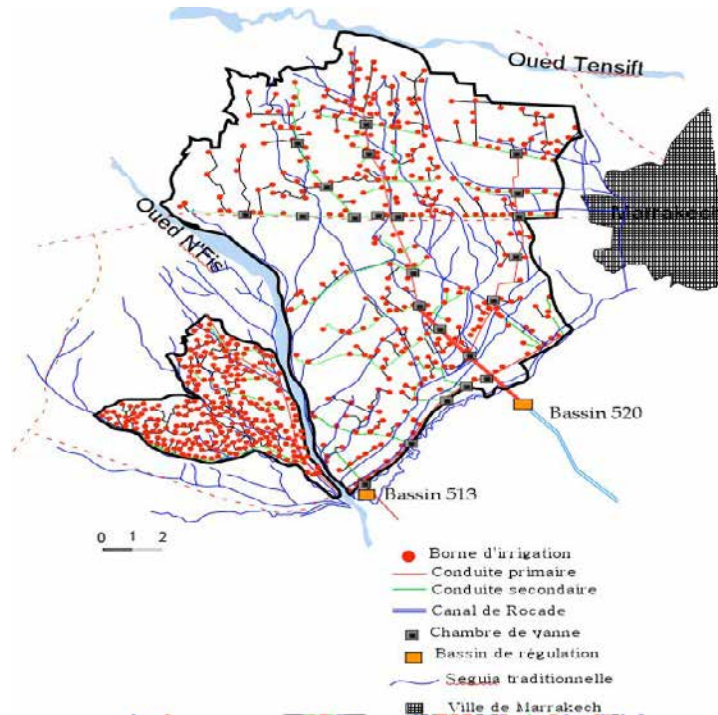 Oued Tensift
Marrakech
Oued N'Fis
Bassin 520
Bassin 513
0 1 2
Borne d'irrigation
Conduite primaire
Conduite secondaire
Canal de Rocade
Chambre de vanne
Bassin de régulation
Seguia traditionnelle
Ville de Marrakech